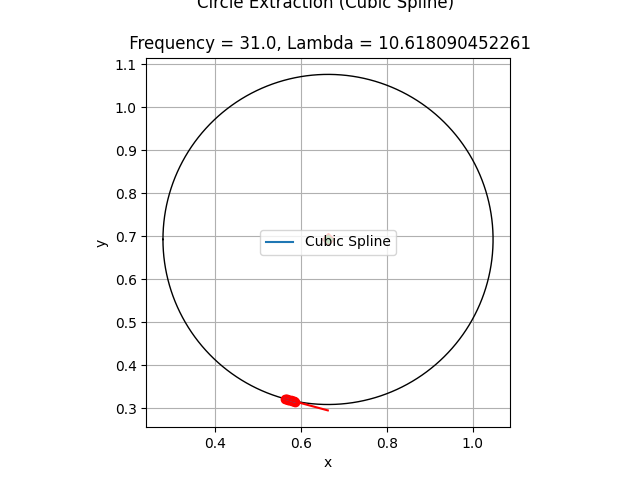 Circle Extraction (Cubic Spline)
Frequency = 31.0, Lambda = 10.618090452261
1.1
1.0
0.9
0.8
0.7
0.6
0.5
0.4
0.3
y
Cubic Spline
0.4 0.6 0.8 1.0
x